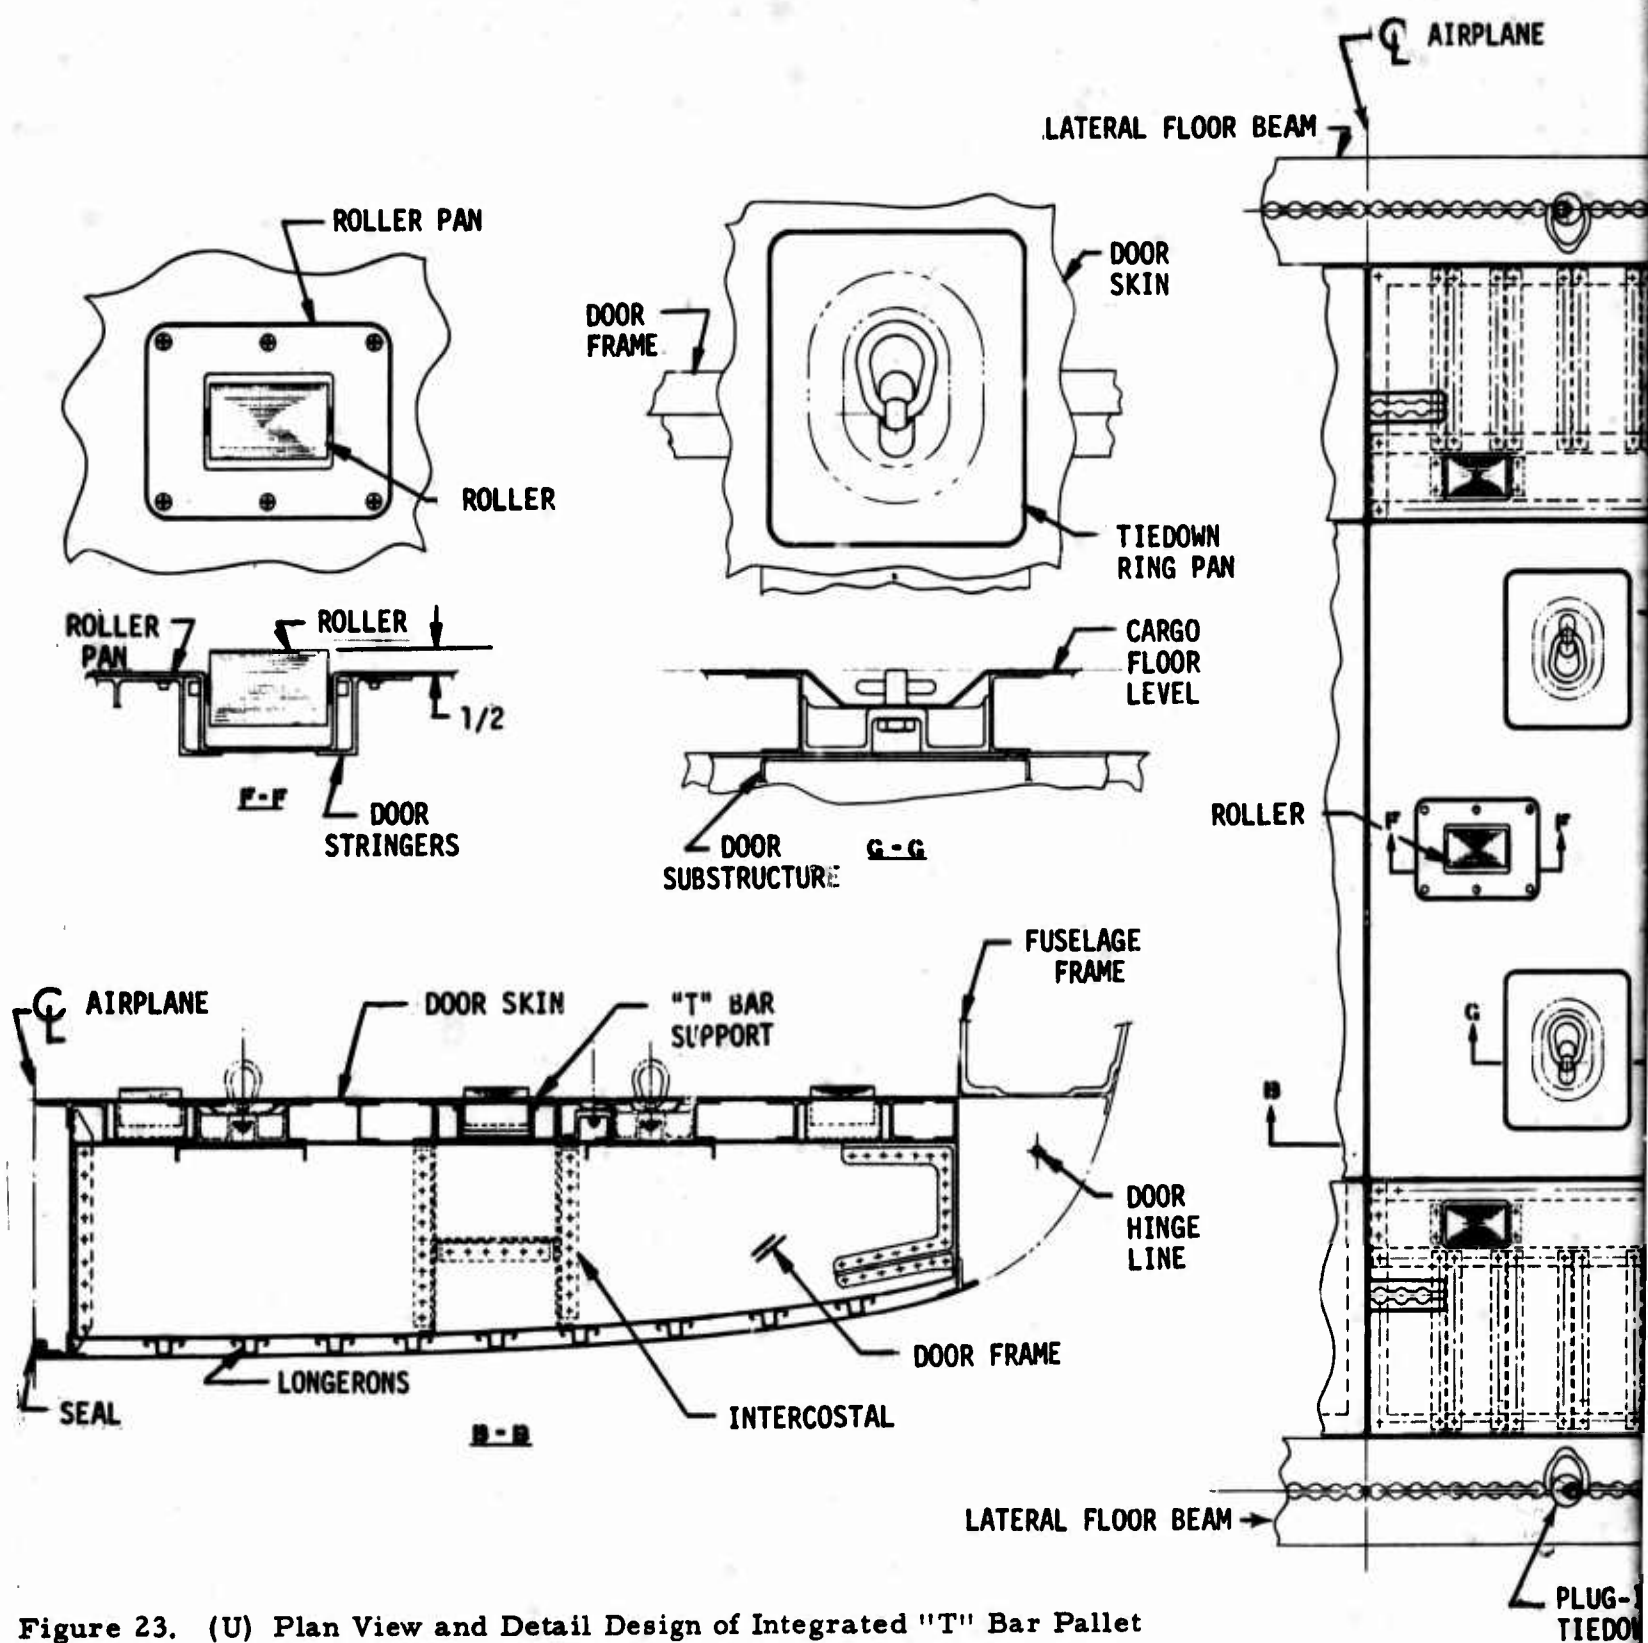 ℄ AIRPLANE
LATERAL FLOOR BEAM
ROLLER PAN
ROLLER
DOOR
FRAME
DOOR
SKIN
TIEDOWN
RING PAN
ROLLER
PAN
ROLLER
1/2
F-F
DOOR
STRINGERS
CARGO
FLOOR
LEVEL
DOOR
SUBSTRUCTURE
G-G
ROLLER
F
F
G
B
℄ AIRPLANE
DOOR SKIN
"T" BAR
SUPPORT
FUSELAGE
FRAME
DOOR
HINGE
LINE
DOOR FRAME
INTERCOSTAL
LONGERONS
SEAL
B-B
LATERAL FLOOR BEAM
PLUG-
Figure 23. (U) Plan View and Detail Design of Integrated "T" Bar Pallet